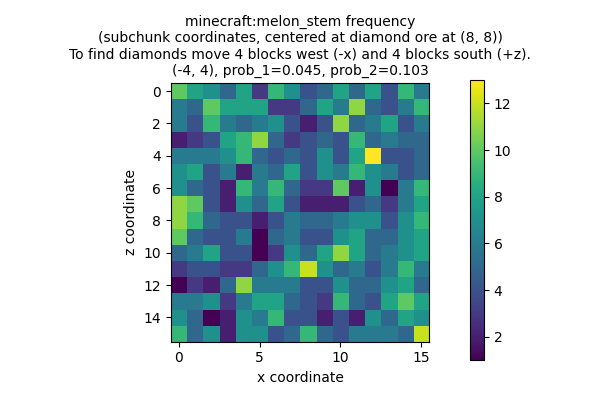 minecraft:melon_stem frequency
(subchunk coordinates, centered at diamond ore at (8, 8))
To find diamonds move 4 blocks west (-x) and 4 blocks south (+z).
(-4, 4), prob_1=0.045, prob_2=0.103
0
2
4
6
8
10
12
14
z coordinate
0 5 10 15
x coordinate
12
10
8
6
4
2